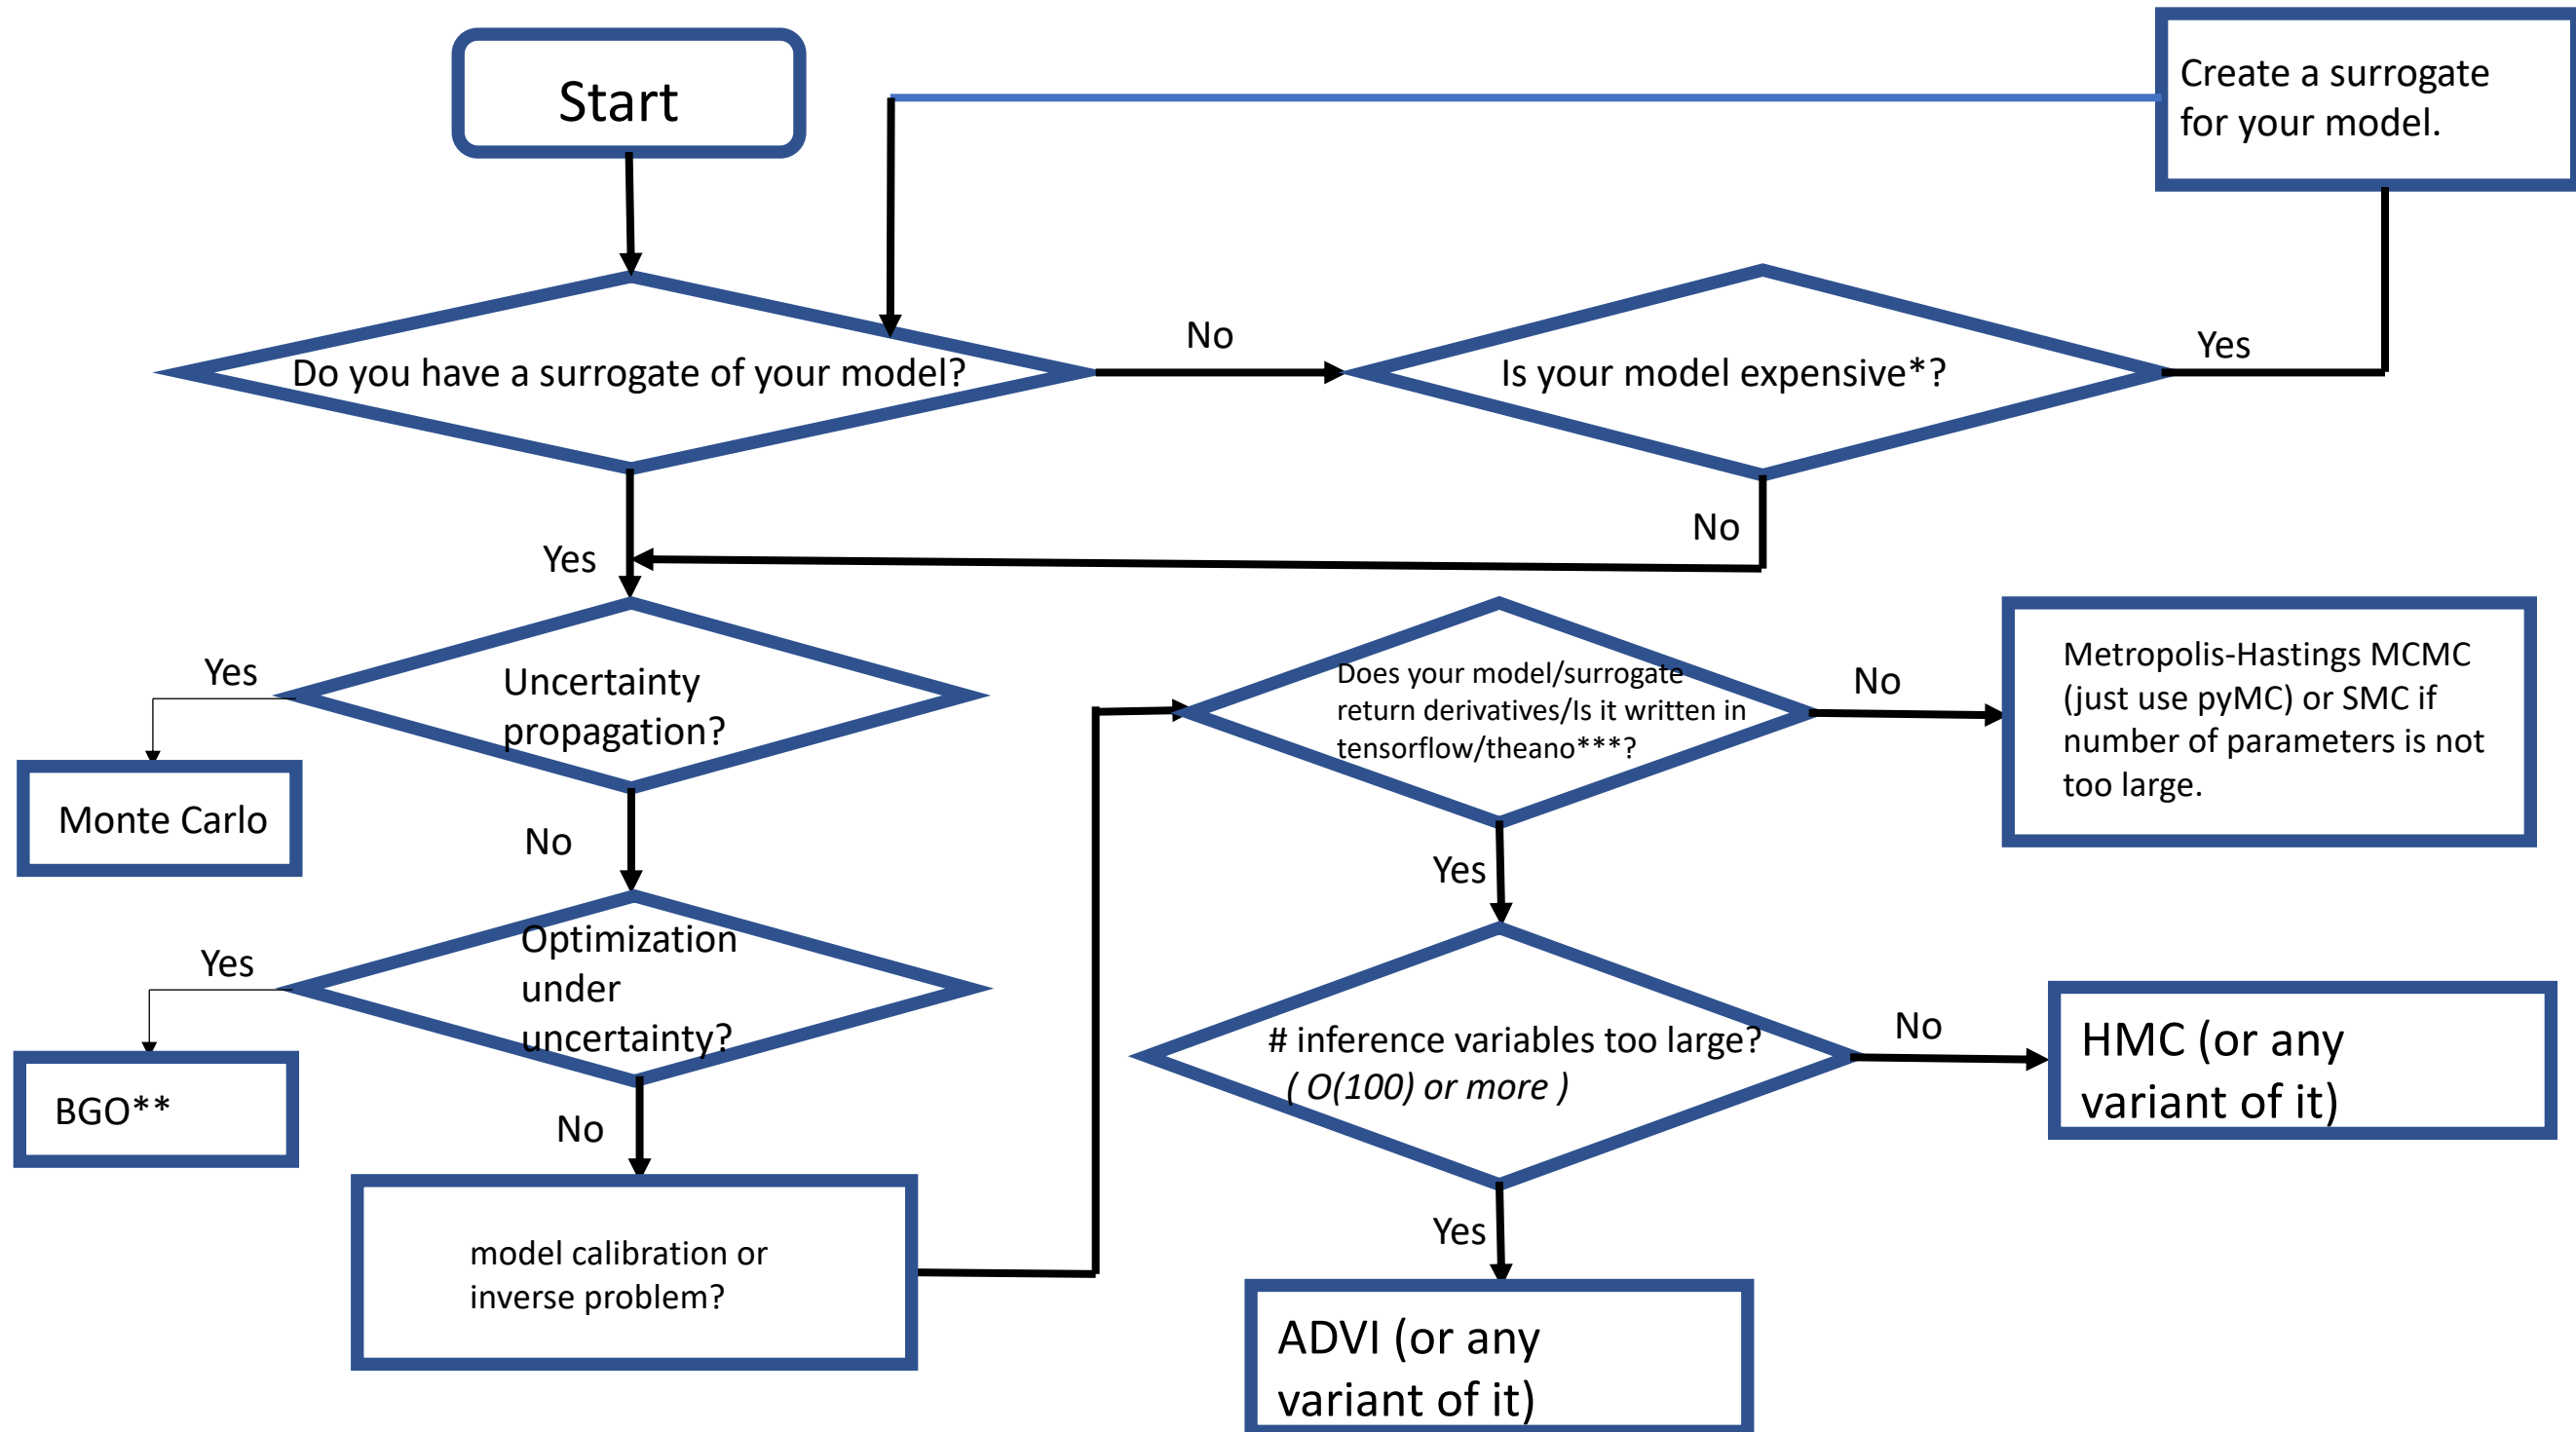 Start
Create a surrogate
for your model.
Do you have a surrogate of your model?
No
Is your model expensive*?
Yes
No
Yes
Yes
Uncertainty
propagation?
Monte Carlo
No
Does your model/surrogate
return derivatives/Is it written in
tensorflow/theano***?
No
Metropolis-Hastings MCMC
(just use pyMC) or SMC if
number of parameters is not
too large.
Yes
Yes
Optimization
under
uncertainty?
BGO**
No
# inference variables too large?
( O(100) or more )
No
HMC (or any
variant of it)
Yes
model calibration or
inverse problem?
ADVI (or any
variant of it)